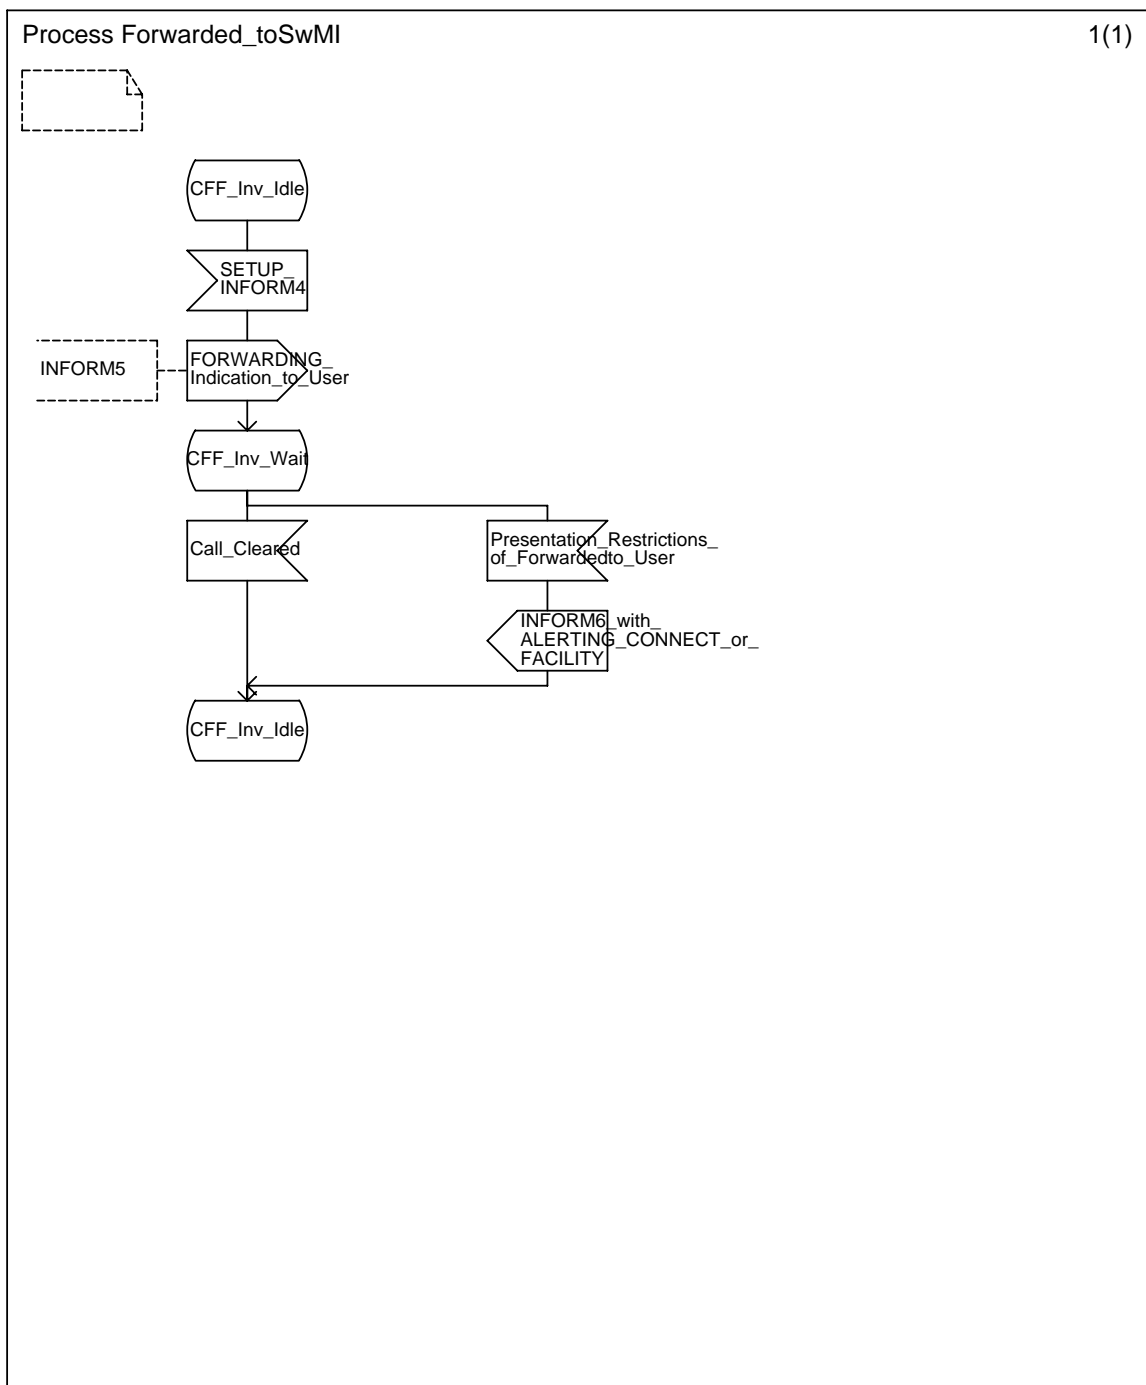 Process Forwarded_toSwMI
1(1)
CFF_Inv_Idle
SETUP_
INFORM4
INFORM5
FORWARDING_
Indication_to_User
CFF_Inv_Wait
Call_Cleared
Presentation_Restrictions_
of_Forwardedto_User
INFORM6_with_
ALERTING_CONNECT_or_
FACILITY
CFF_Inv_Idle